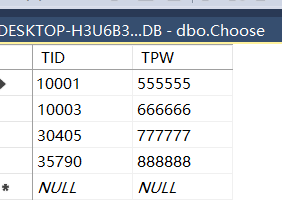 DESKTOP-H3U6B3...DB - dbo.Choose
TID TPW
10001 555555
10003 666666
30405 777777
35790 888888
* NULL NULL